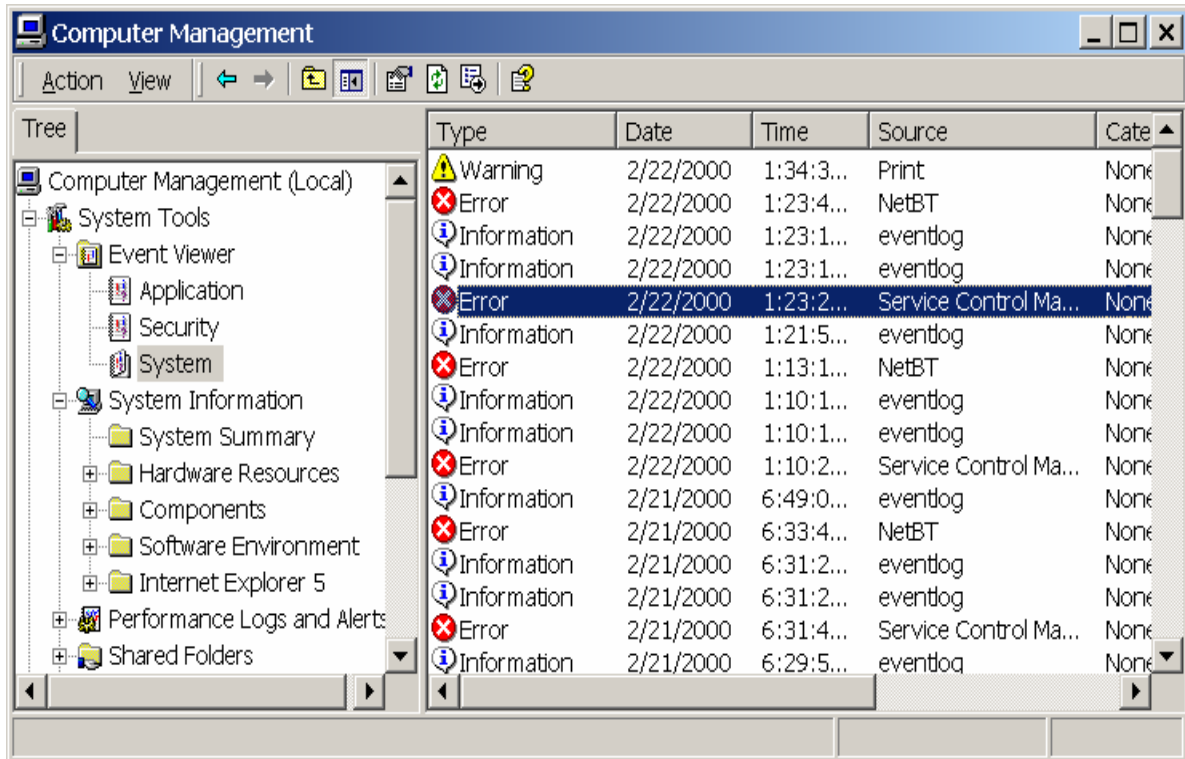 Computer Management
Action View
Tree
Computer Management (Local)
System Tools
Event Viewer
Application
Security
System
System Information
System Summary
Hardware Resources
Components
Software Environment
Internet Explorer 5
Performance Logs and Alerts
Shared Folders
Type Date Time Source Cate
Warning 2/22/2000 1:34:3... Print None
Error 2/22/2000 1:23:4... NetBT None
Information 2/22/2000 1:23:1... eventlog None
Information 2/22/2000 1:23:1... eventlog None
Error 2/22/2000 1:23:2... Service Control Ma... None
Information 2/22/2000 1:21:5... eventlog None
Error 2/22/2000 1:13:1... NetBT None
Information 2/22/2000 1:10:1... eventlog None
Information 2/22/2000 1:10:1... eventlog None
Error 2/22/2000 1:10:2... Service Control Ma... None
Information 2/21/2000 6:49:0... eventlog None
Error 2/21/2000 6:33:4... NetBT None
Information 2/21/2000 6:31:2... eventlog None
Information 2/21/2000 6:31:2... eventlog None
Error 2/21/2000 6:31:4... Service Control Ma... None
Information 2/21/2000 6:29:5... eventlog None